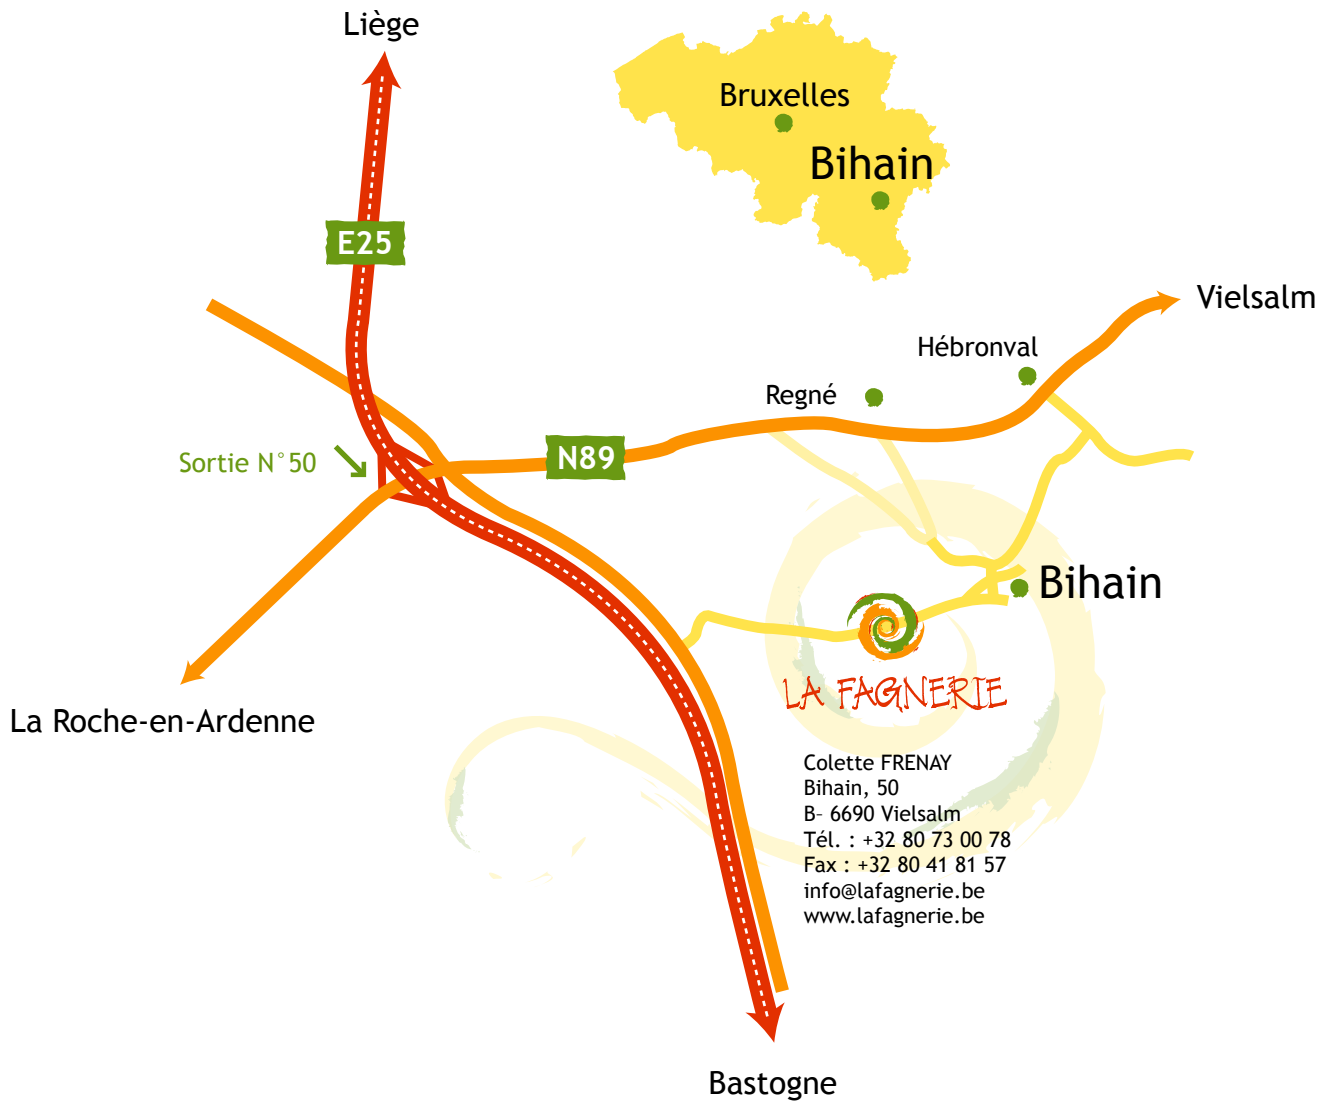 Liège
Bruxelles
Bihain
E25
Vielsalm
Hébronval
Regné
Sortie N°50
N89
Bihain
LA FAGNERIE
La Roche-en-Ardenne
Colette FRENAY
Bihain, 50
B- 6690 Vielsalm
Tél. : +32 80 73 00 78
Fax : +32 80 41 81 57
info@lafagnerie.be
www.lafagnerie.be
Bastogne